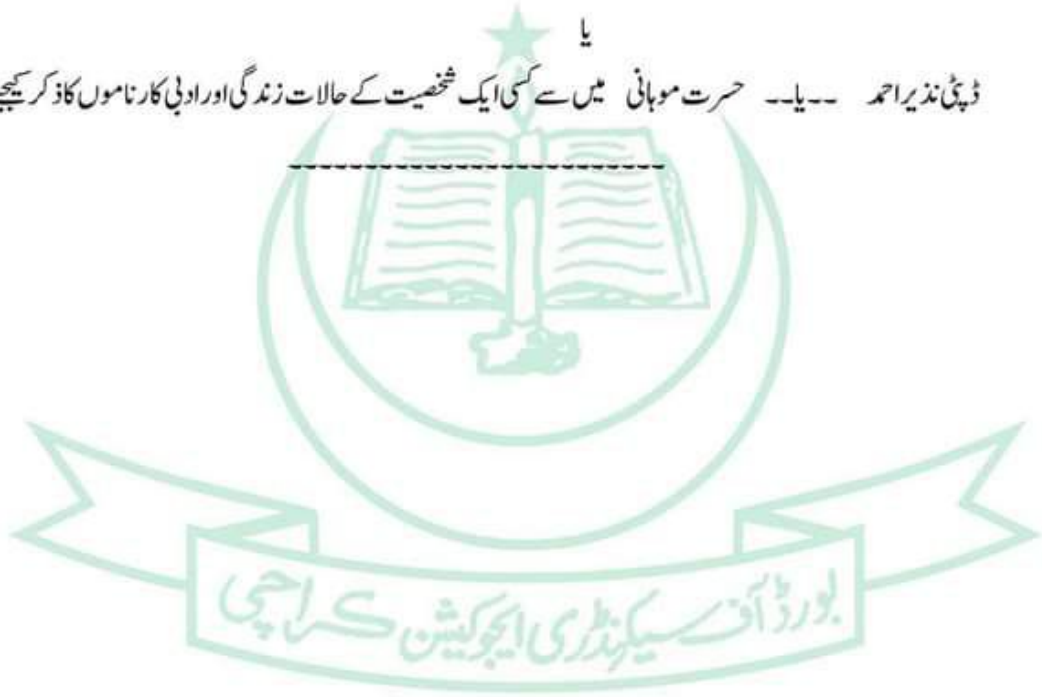 یا
ڈپٹی نذیر احمد --یا-- حسرت موہانی میں سے کسی ایک شخصیت کے حالات زندگی اور ادبی کارناموں کا ذکر کیجیے
------------------------
بورڈ آف سیکنڈری ایجوکیشن کراچی